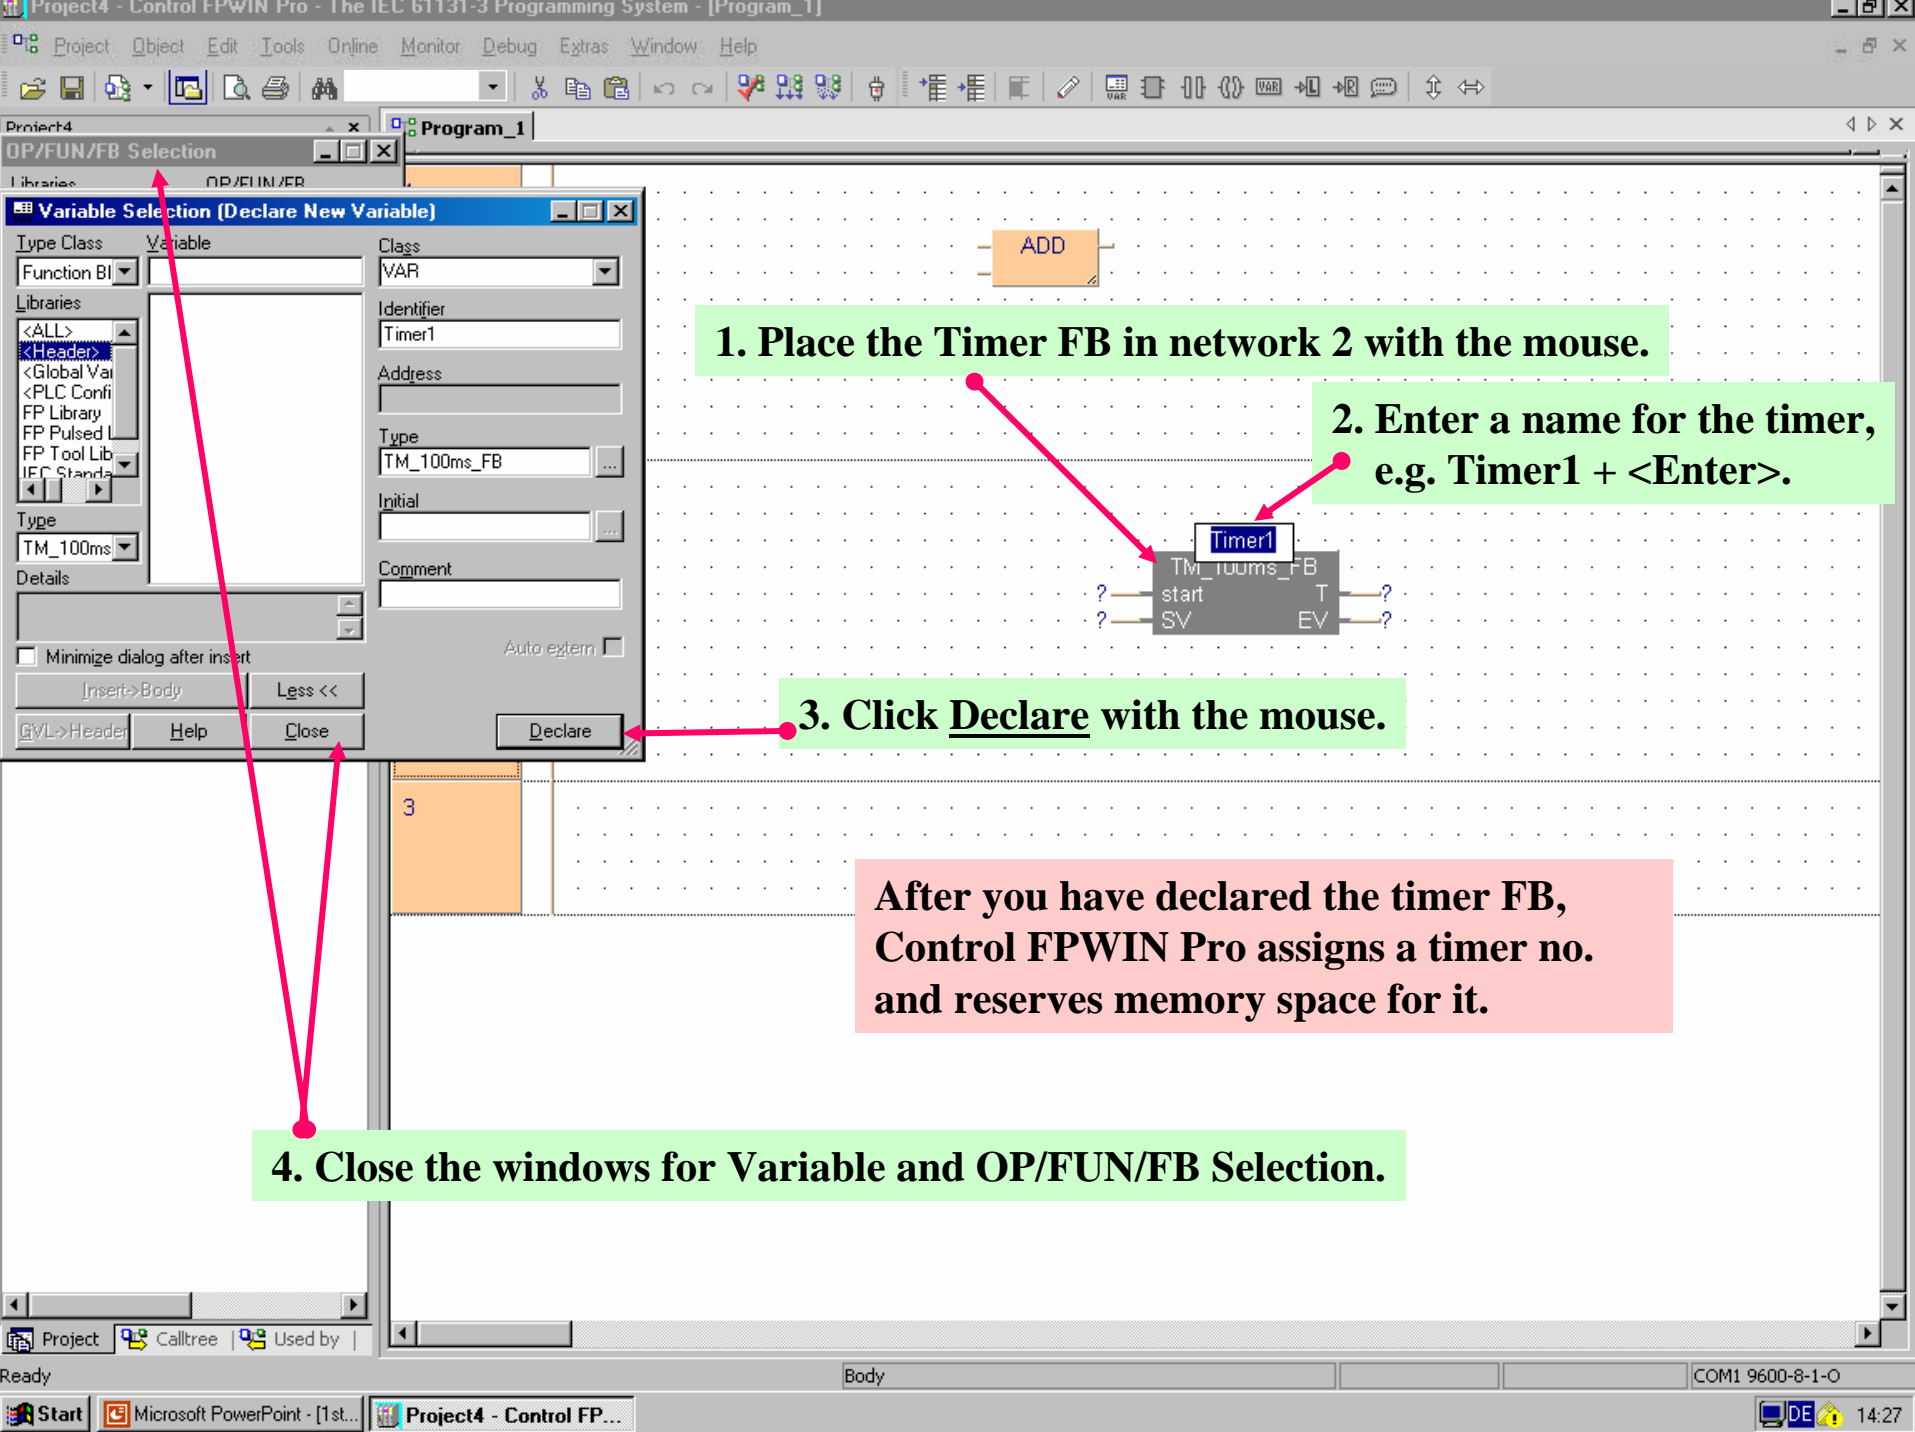 Project4 - Control FPWIN Pro - The IEC 61131-3 Programming System - [Program_1]
Project Object Edit Tools Online Monitor Debug Extras Window Help
Project4
Program_1
OP/FUN/FB Selection
Libraries OP/FUN/FB
Variable Selection (Declare New Variable)
Type Class Variable Class
Function Bl VAR
Libraries Identifier
<ALL> Timer1
<Header>
<Global Var
<PLC Confi
FP Library
FP Pulsed L
FP Tool Lib
IEC Standa
Address
Type
TM_100ms_FB ...
Initial
...
Type
TM_100ms
Details
Comment
Auto extern
Minimize dialog after insert
Insert->Body Less <<
GVL->Header Help Close Declare
ADD
1. Place the Timer FB in network 2 with the mouse.
2. Enter a name for the timer,
e.g. Timer1 + <Enter>.
Timer1
TM_100ms_FB
? start T ?
? SV EV ?
3. Click Declare with the mouse.
3
After you have declared the timer FB,
Control FPWIN Pro assigns a timer no.
and reserves memory space for it.
4. Close the windows for Variable and OP/FUN/FB Selection.
Project Calltree Used by
Ready Body COM1 9600-8-1-O
Start Microsoft PowerPoint - [1st... Project4 - Control FP... DE 14:27